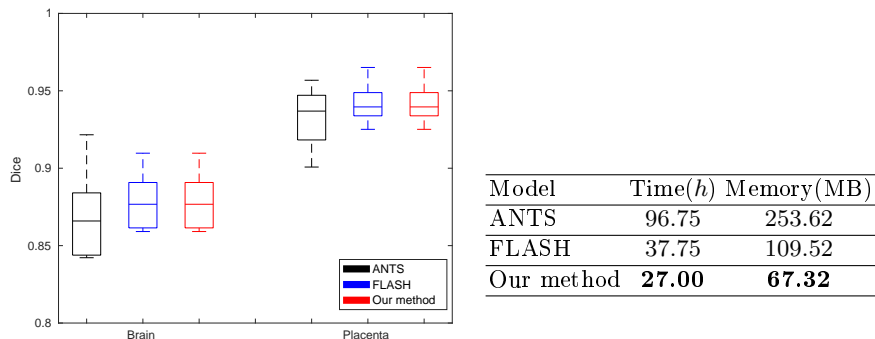 1
0.95
0.9
0.85
0.8
Dice
Brain
Placenta
ANTS
FLASH
Our method
Model Time(h) Memory(MB)
ANTS 96.75 253.62
FLASH 37.75 109.52
Our method 27.00 67.32